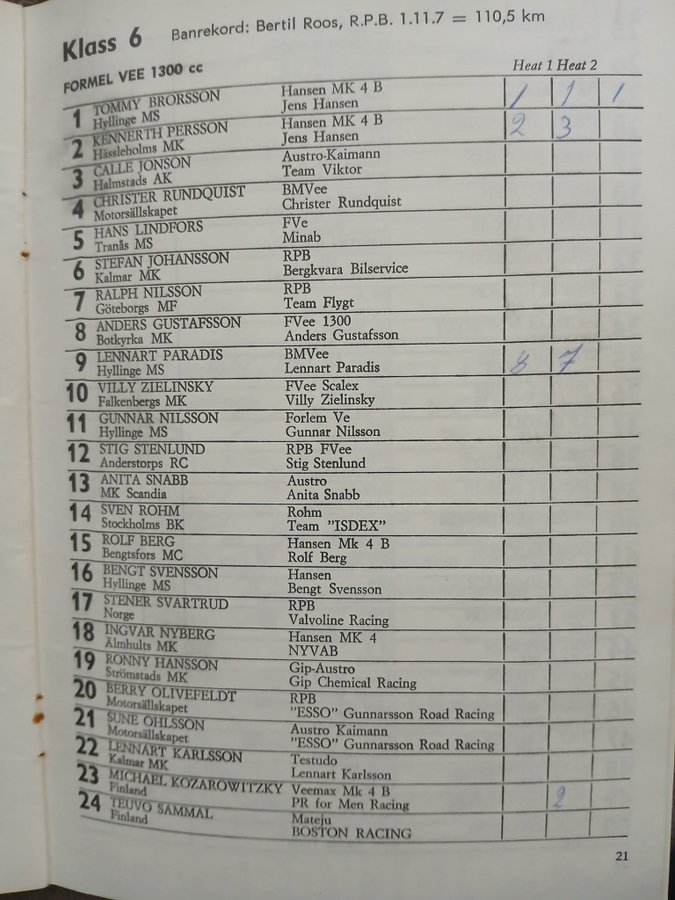 Klass 6 Banrekord: Bertil Roos, R.P.B. 1.11.7 = 110,5 km
FORMEL VEE 1300 cc Heat 1 Heat 2
1 TOMMY BRORSSON Hansen MK 4 B 1 1 1
Hyllinge MS Jens Hansen
2 KENNERTH PERSSON Hansen MK 4 B 2 3
Hässleholms MK Jens Hansen
3 CALLE JONSON Austro-Kaimann
Halmstads AK Team Viktor
4 CHRISTER RUNDQUIST BMVee
Motorsällskapet Christer Rundquist
5 HANS LINDFORS FVe
Tranås MS Minab
6 STEFAN JOHANSSON RPB
Kalmar MK Bergkvara Bilservice
7 RALPH NILSSON RPB
Göteborgs MF Team Flygt
8 ANDERS GUSTAFSSON FVee 1300
Botkyrka MK Anders Gustafsson
9 LENNART PARADIS BMVee 8 7
Hyllinge MS Lennart Paradis
10 VILLY ZIELINSKY FVee Scalex
Falkenbergs MK Villy Zielinsky
11 GUNNAR NILSSON Forlem Ve
Hyllinge MS Gunnar Nilsson
12 STIG STENLUND RPB FVee
Anderstorps RC Stig Stenlund
13 ANITA SNABB Austro
MK Scandia Anita Snabb
14 SVEN ROHM Rohm
Stockholms BK Team "ISDEX"
15 ROLF BERG Hansen Mk 4 B
Bengtsfors MC Rolf Berg
16 BENGT SVENSSON Hansen
Hyllinge MS Bengt Svensson
17 STENER SVARTRUD RPB
Norge Valvoline Racing
18 INGVAR NYBERG Hansen MK 4
Älmhults MK NYVAB
19 RONNY HANSSON Gip-Austro
Strömstads MK Gip Chemical Racing
20 BERRY OLIVEFELDT RPB
Motorsällskapet "ESSO" Gunnarsson Road Racing
21 SUNE OHLSSON Austro Kaimann
Motorsällskapet "ESSO" Gunnarsson Road Racing
22 LENNART KARLSSON Testudo
Kalmar MK Lennart Karlsson
23 MICHAEL KOZAROWITZKY Veemax Mk 4 B 2
Finland PR for Men Racing
24 TEUVO SAMMAL Mateju
Finland BOSTON RACING
21